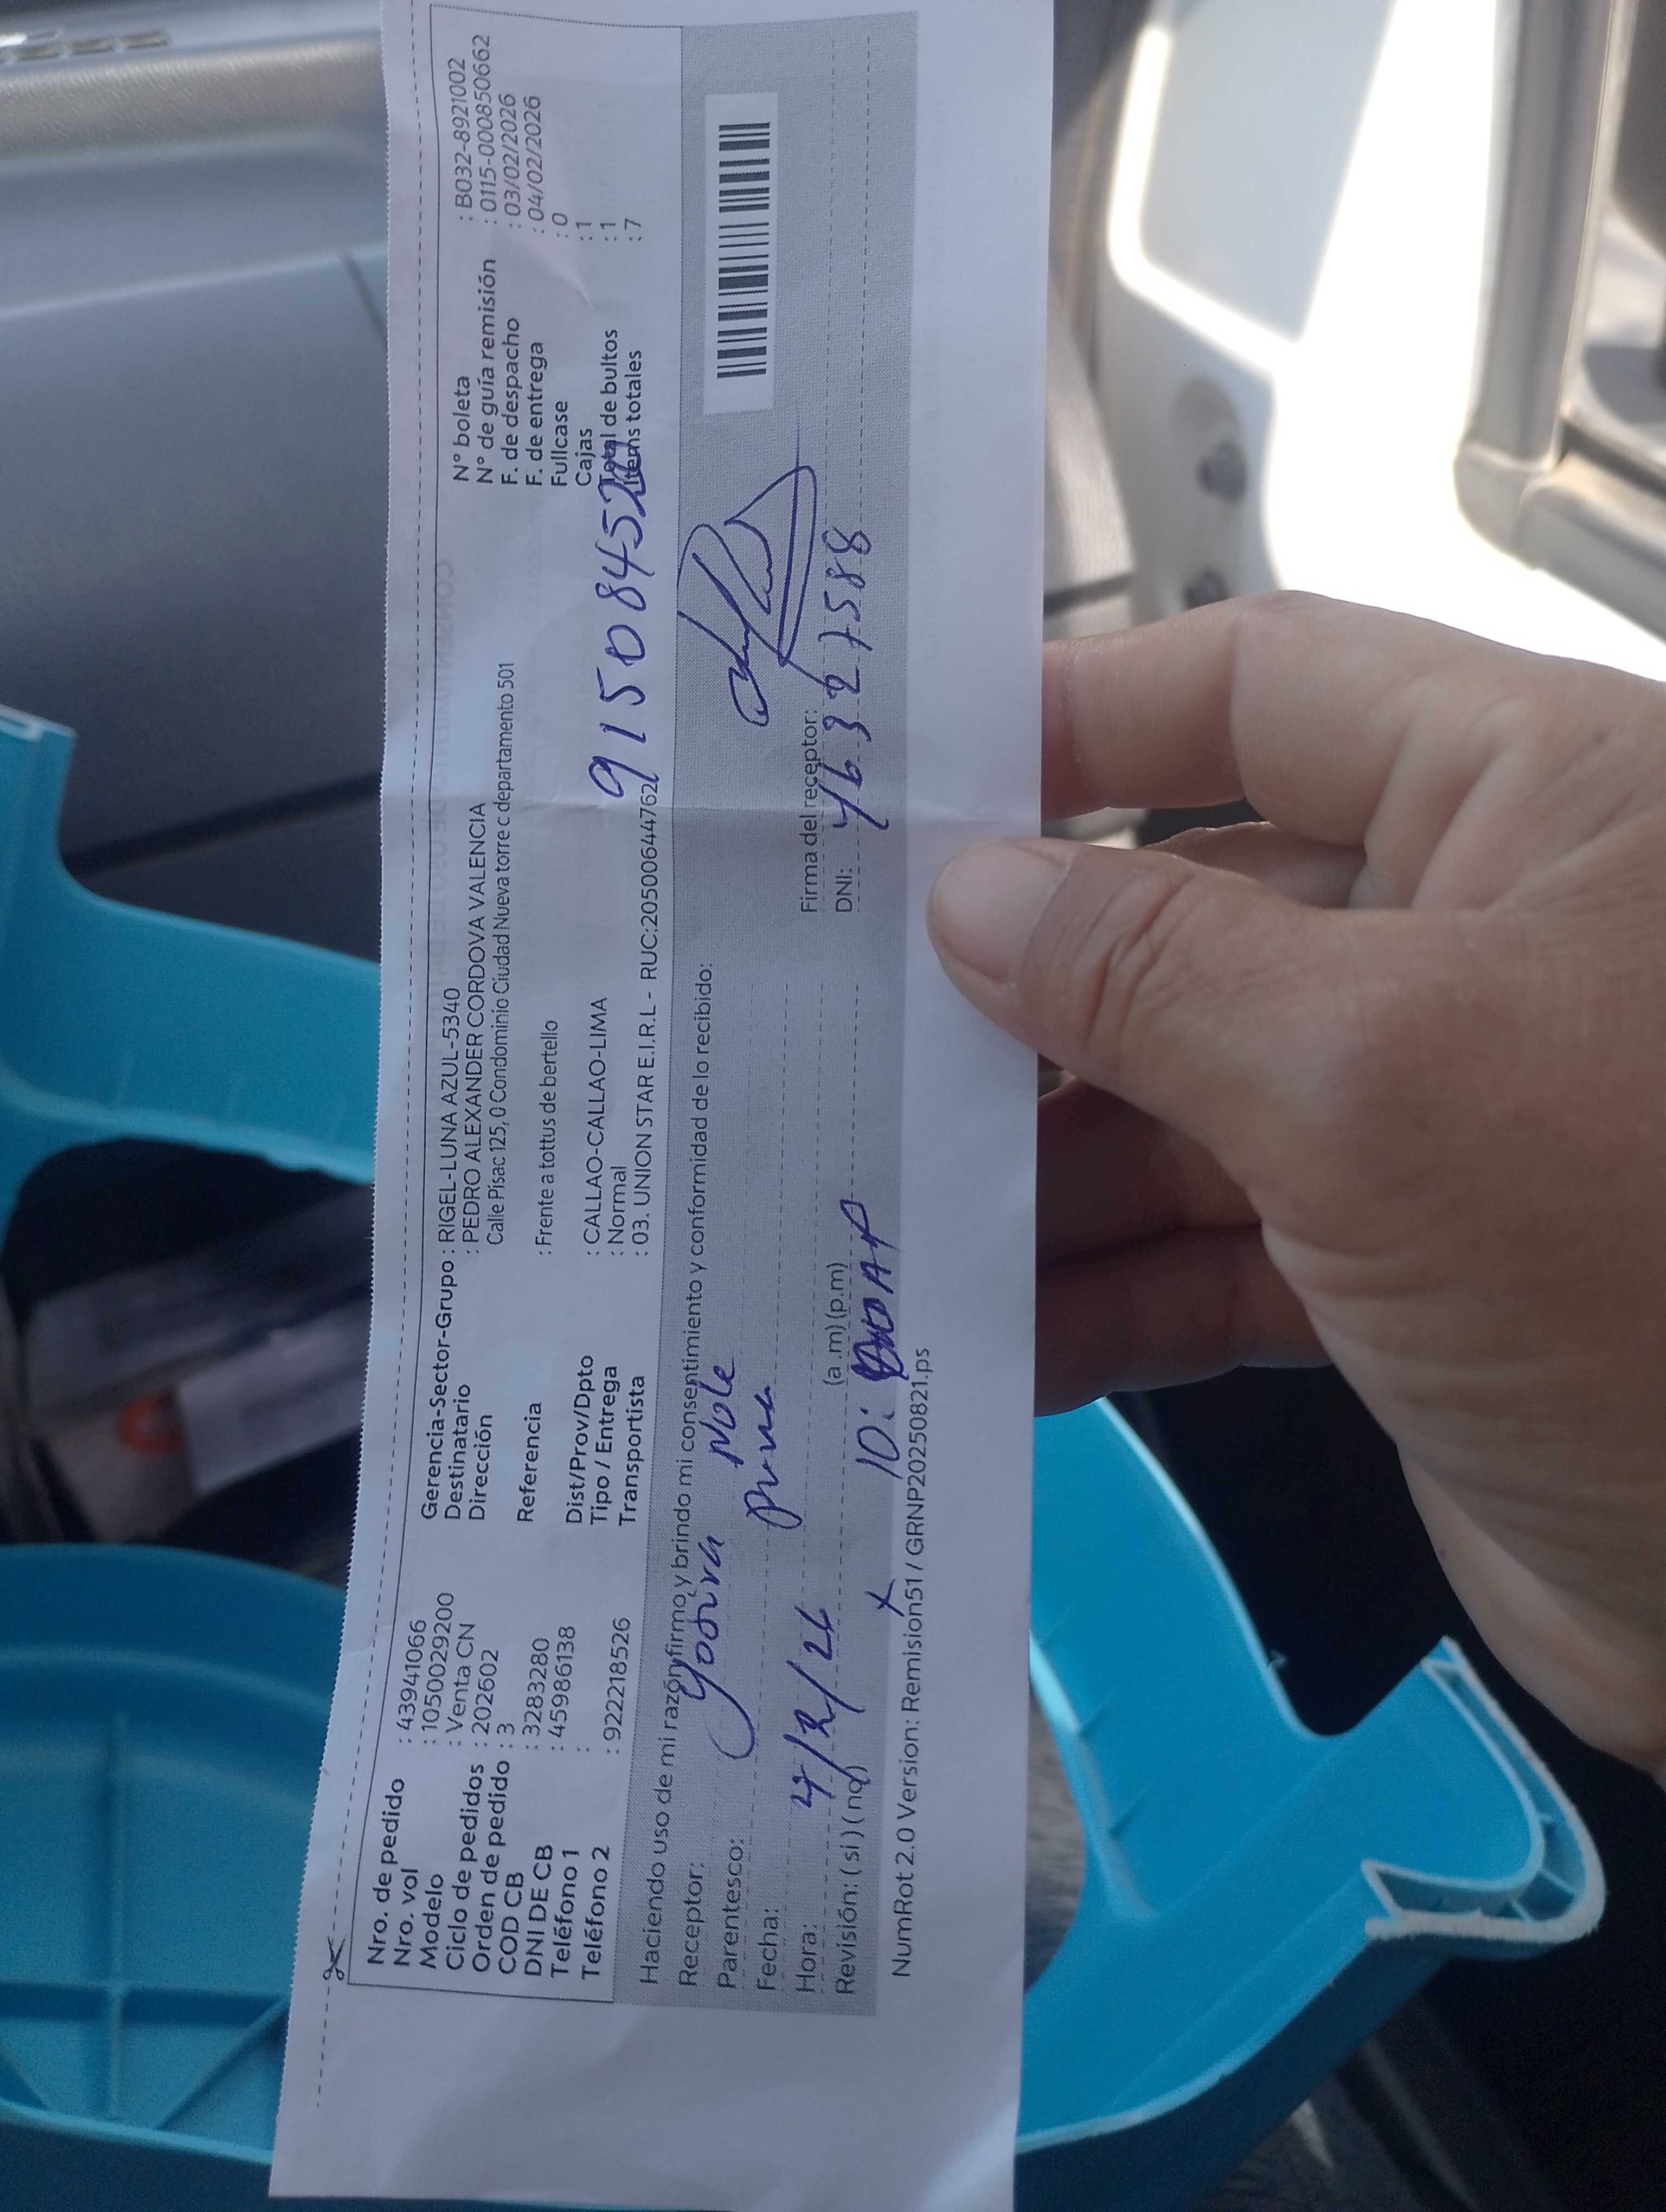 Nro. de pedido : 43941066
Nro. vol : 10500029200
Modelo : Venta CN
Ciclo de pedidos : 202602
Orden de pedido : 3
COD CB : 3283280
DNI DE CB : 45986138
Teléfono 1 :
Teléfono 2 : 922218526
Gerencia-Sector-Grupo : RIGEL-LUNA AZUL-5340
Destinatario : PEDRO ALEXANDER CORDOVA VALENCIA
Dirección Calle Pisac 125, 0 Condominio Ciudad Nueva torre c departamento 501
Referencia : Frente a tottus de bertello
Dist/Prov/Dpto : CALLAO-CALLAO-LIMA
Tipo / Entrega : Normal
Transportista : 03. UNION STAR E.I.R.L - RUC:20500644762
N° boleta : B032-8921002
N° de guía remisión : 0115-000850662
F. de despacho : 03/02/2026
F. de entrega : 04/02/2026
Fullcase : 0
Cajas : 1
Total de bultos : 1
Items totales : 7
Haciendo uso de mi razón firmo y brindo mi consentimiento y conformidad de lo recibido:
Receptor: Nole
Parentesco:
Fecha: 4/2/26
Hora: (a.m) (p.m)
Revisión: (si) (no) X 10:
Firma del receptor:
DNI: 46327588
NumRot 2.0 Version: Remision51 / GRNP20250821.ps